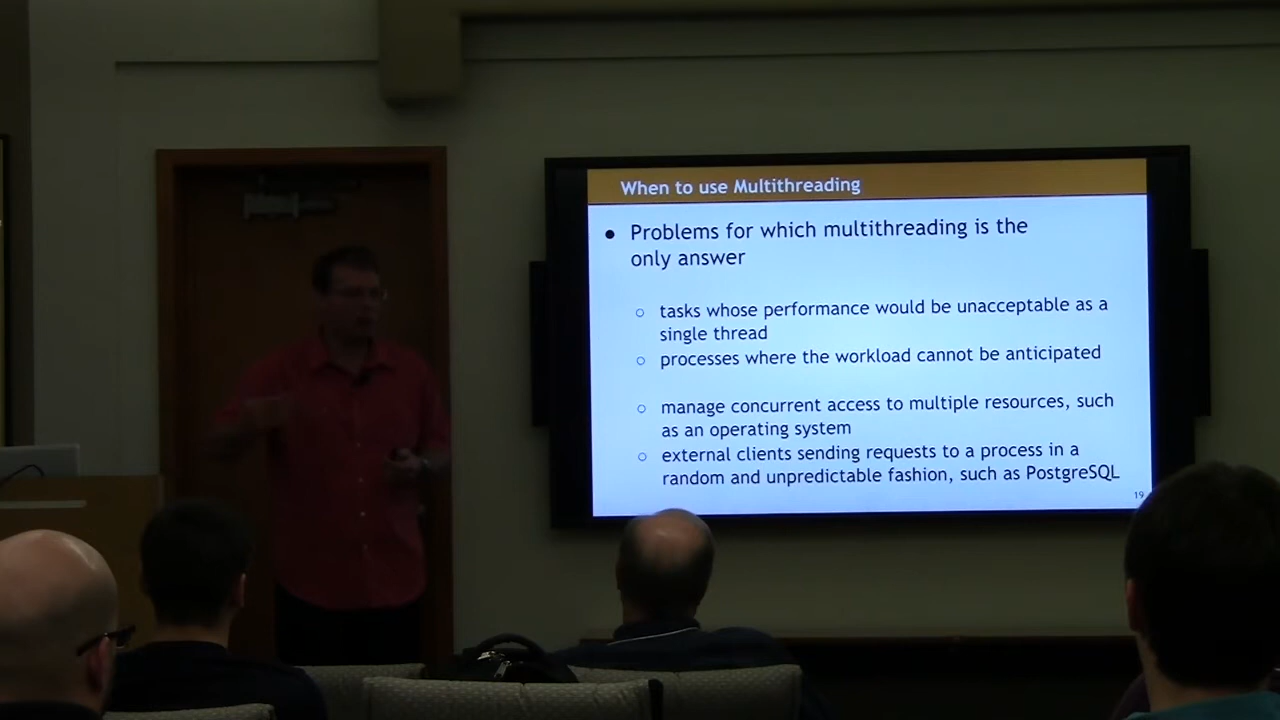 When to use Multithreading
● Problems for which multithreading is the
only answer
○ tasks whose performance would be unacceptable as a
single thread
○ processes where the workload cannot be anticipated
○ manage concurrent access to multiple resources, such
as an operating system
○ external clients sending requests to a process in a
random and unpredictable fashion, such as PostgreSQL
19